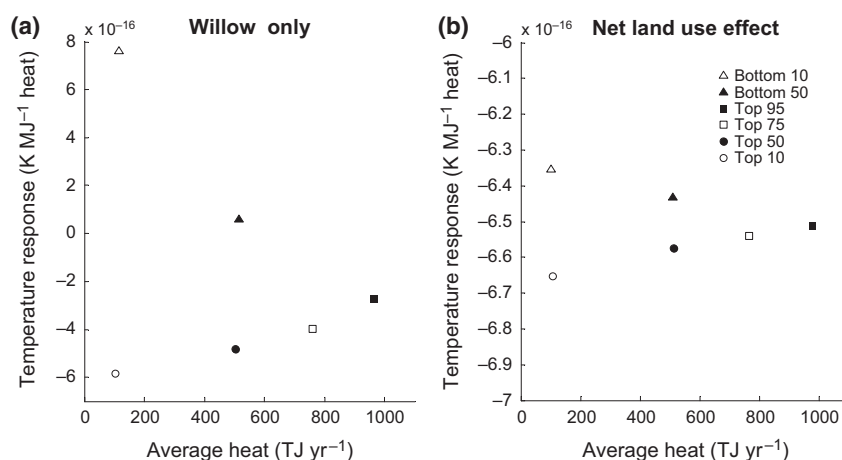 (a) Willow only
× 10⁻¹⁶
8
6
4
2
0
−2
−4
−6
Temperature response (K MJ⁻¹ heat)
0 200 400 600 800 1000
Average heat (TJ yr⁻¹)
(b) Net land use effect
× 10⁻¹⁶
−6
−6.1
−6.2
−6.3
−6.4
−6.5
−6.6
−6.7
−6.8
−6.9
−7
Temperature response (K MJ⁻¹ heat)
Bottom 10
Bottom 50
Top 95
Top 75
Top 50
Top 10
0 200 400 600 800 1000
Average heat (TJ yr⁻¹)